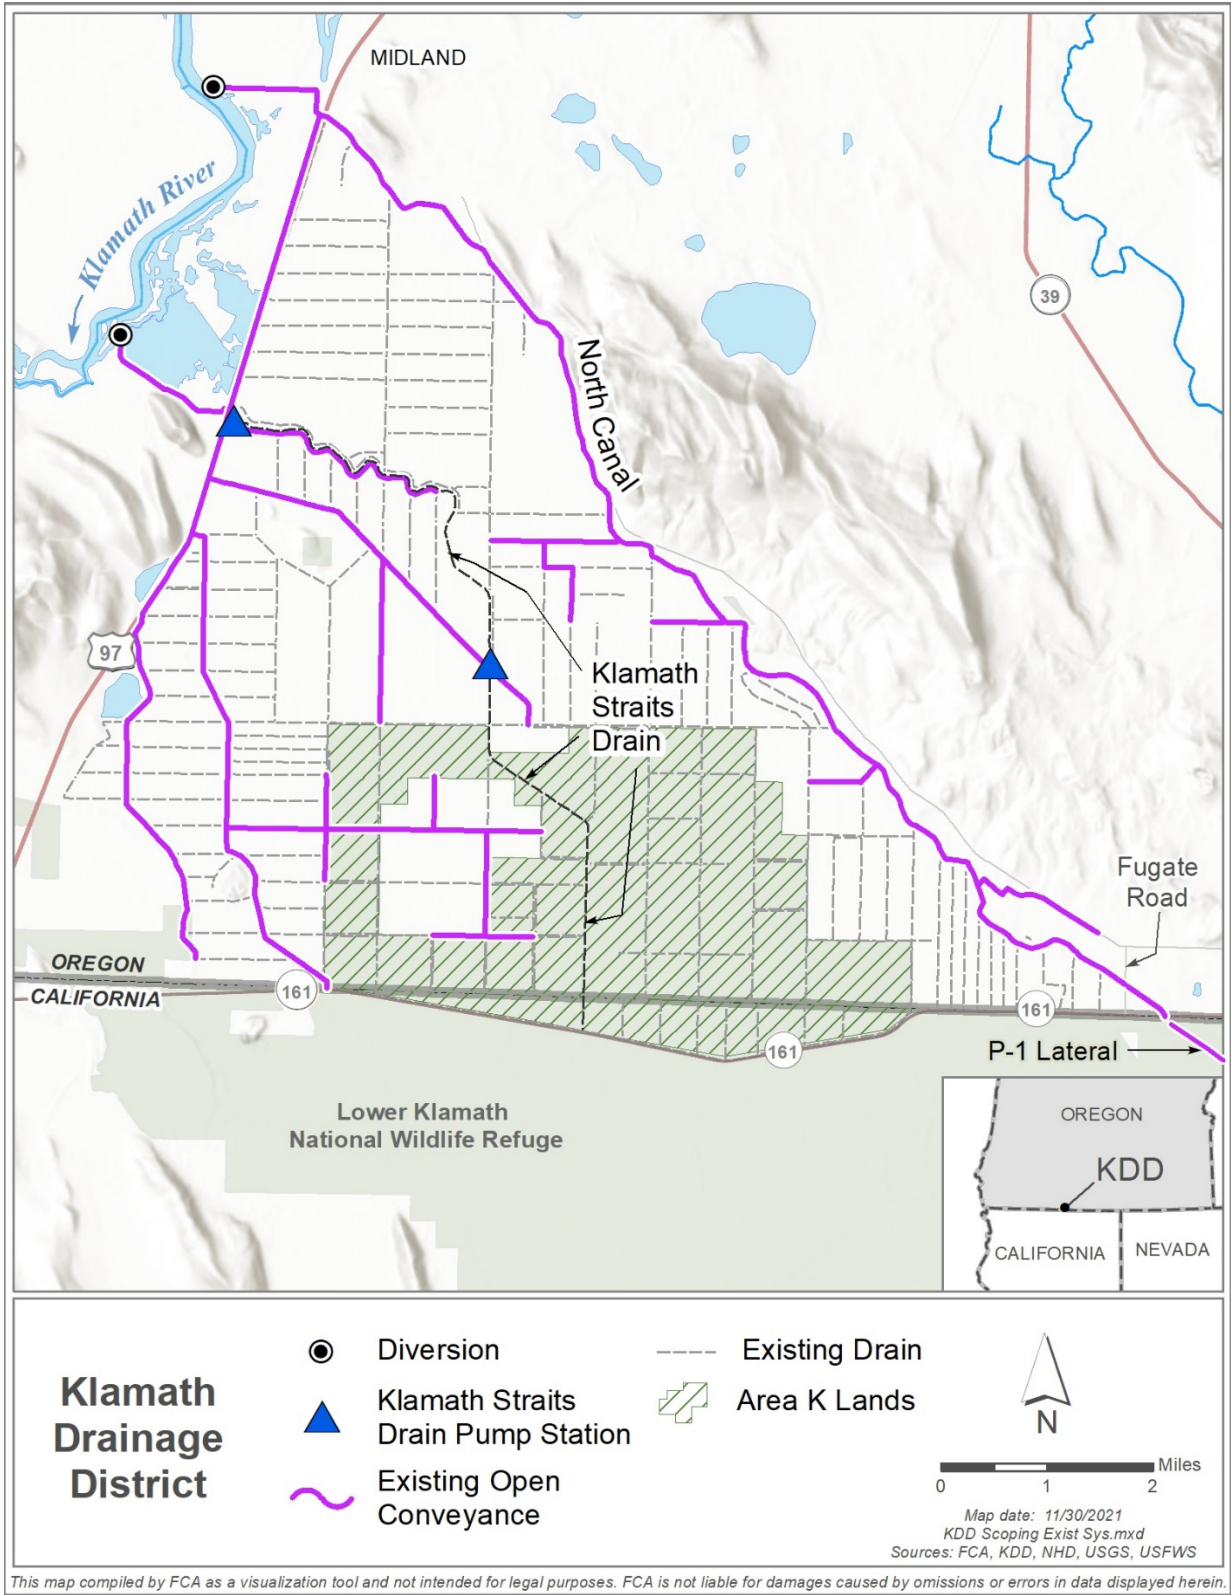 MIDLAND
Klamath River
39
North Canal
97
Klamath
Straits
Drain
Fugate
Road
OREGON
CALIFORNIA
161
161
161
P-1 Lateral
Lower Klamath
National Wildlife Refuge
OREGON
KDD
CALIFORNIA
NEVADA
Klamath
Drainage
District
Diversion
Klamath Straits
Drain Pump Station
Existing Open
Conveyance
Existing Drain
Area K Lands
N
Miles
0 1 2
Map date: 11/30/2021
KDD Scoping Exist Sys.mxd
Sources: FCA, KDD, NHD, USGS, USFWS
This map compiled by FCA as a visualization tool and not intended for legal purposes. FCA is not liable for damages caused by omissions or errors in data displayed herein.